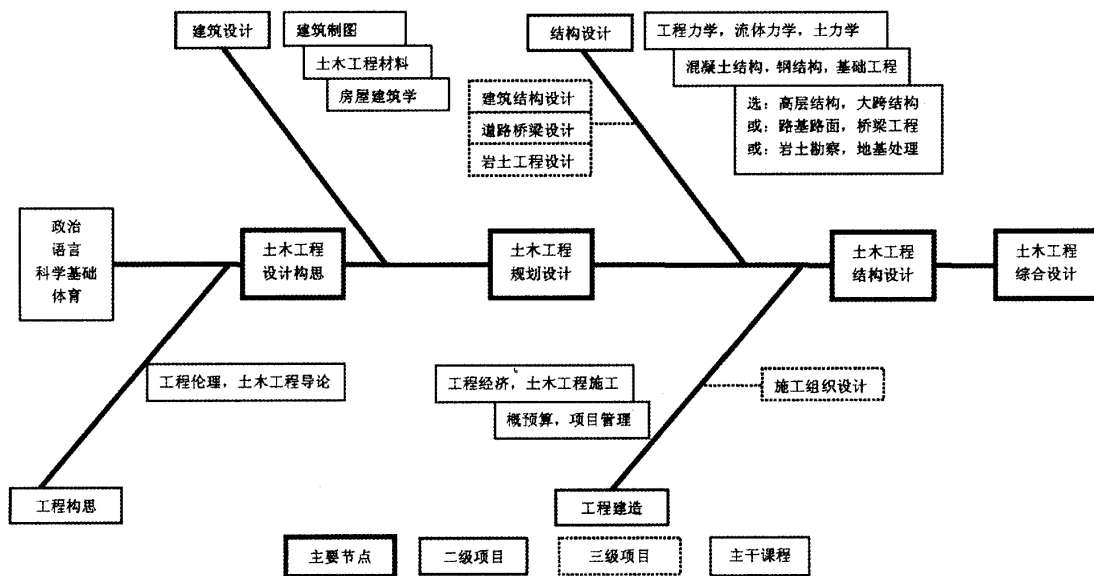 建筑设计
建筑制图
土木工程材料
房屋建筑学
结构设计
工程力学，流体力学，土力学
混凝土结构，钢结构，基础工程
选：高层结构，大跨结构
或：路基路面，桥梁工程
或：岩土勘察，地基处理
建筑结构设计
道路桥梁设计
岩土工程设计
政治
语言
科学基础
体育
土木工程
设计构思
土木工程
规划设计
土木工程
结构设计
土木工程
综合设计
工程伦理，土木工程导论
工程经济，土木工程施工
概预算，项目管理
施工组织设计
工程构思
工程建造
主要节点
二级项目
三级项目
主干课程